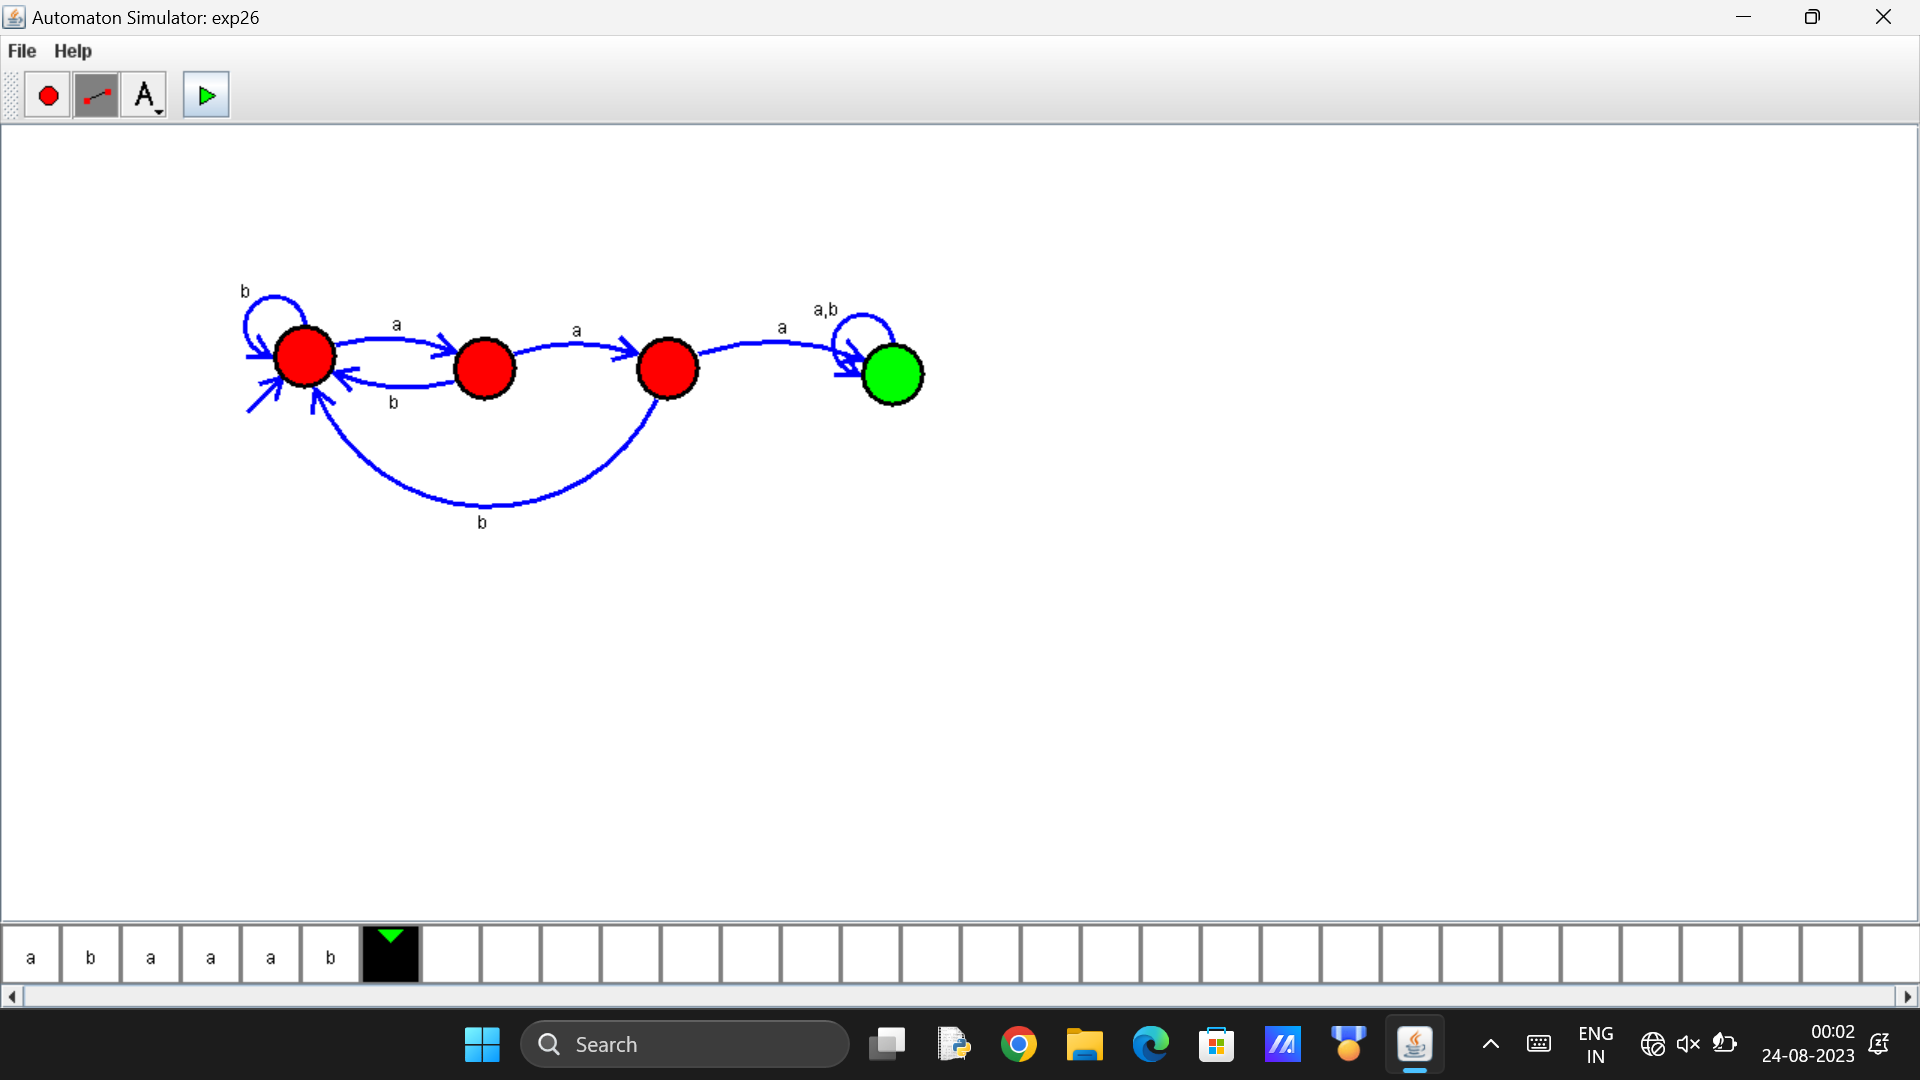 Automaton Simulator: exp26
File Help
A
b
a
a
a
a,b
b
b
a b a a a b
Search
ENG
IN
00:02
24-08-2023